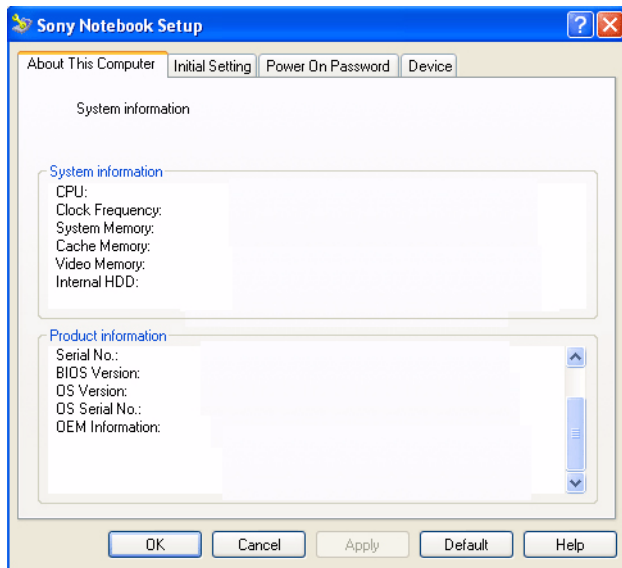 Sony Notebook Setup
About This Computer Initial Setting Power On Password Device
System information
System information
CPU:
Clock Frequency:
System Memory:
Cache Memory:
Video Memory:
Internal HDD:
Product information
Serial No.:
BIOS Version:
OS Version:
OS Serial No.:
OEM Information:
OK Cancel Apply Default Help